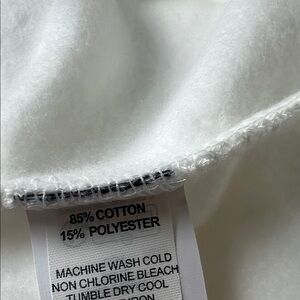 85% COTTON
15% POLYESTER
MACHINE WASH COLD
NON CHLORINE BLEACH
TUMBLE DRY COOL